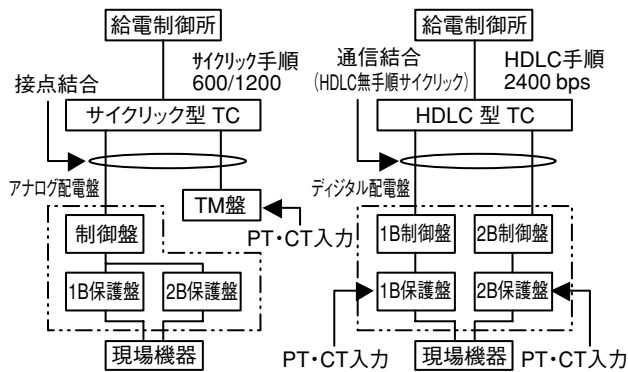 給電制御所
サイクリック手順
600/1200
接点結合
サイクリック型 TC
アナログ配電盤
TM盤
制御盤
PT・CT入力
1B保護盤
2B保護盤
現場機器
給電制御所
通信結合
(HDLC無手順サイクリック)
HDLC手順
2400 bps
HDLC 型 TC
ディジタル配電盤
1B制御盤
2B制御盤
1B保護盤
2B保護盤
PT・CT入力
現場機器
PT・CT入力